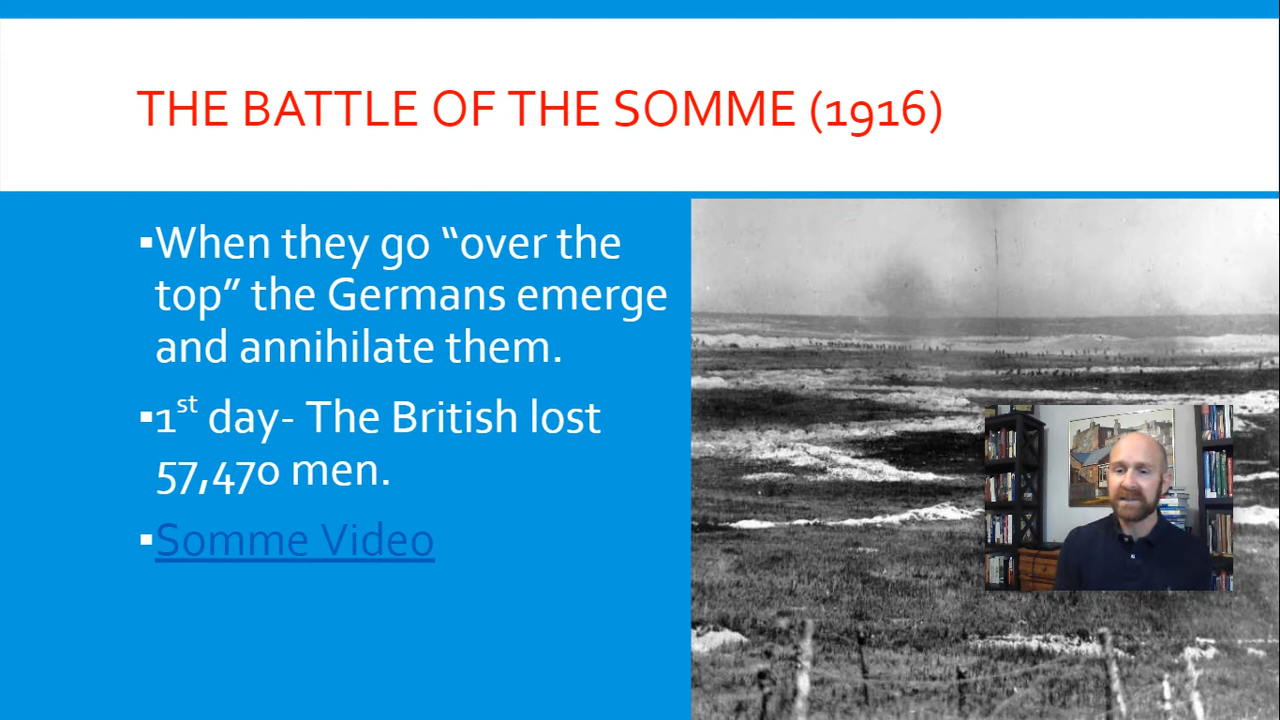 THE BATTLE OF THE SOMME (1916)
▪When they go “over the
top” the Germans emerge
and annihilate them.
▪1st day- The British lost
57,470 men.
▪Somme Video